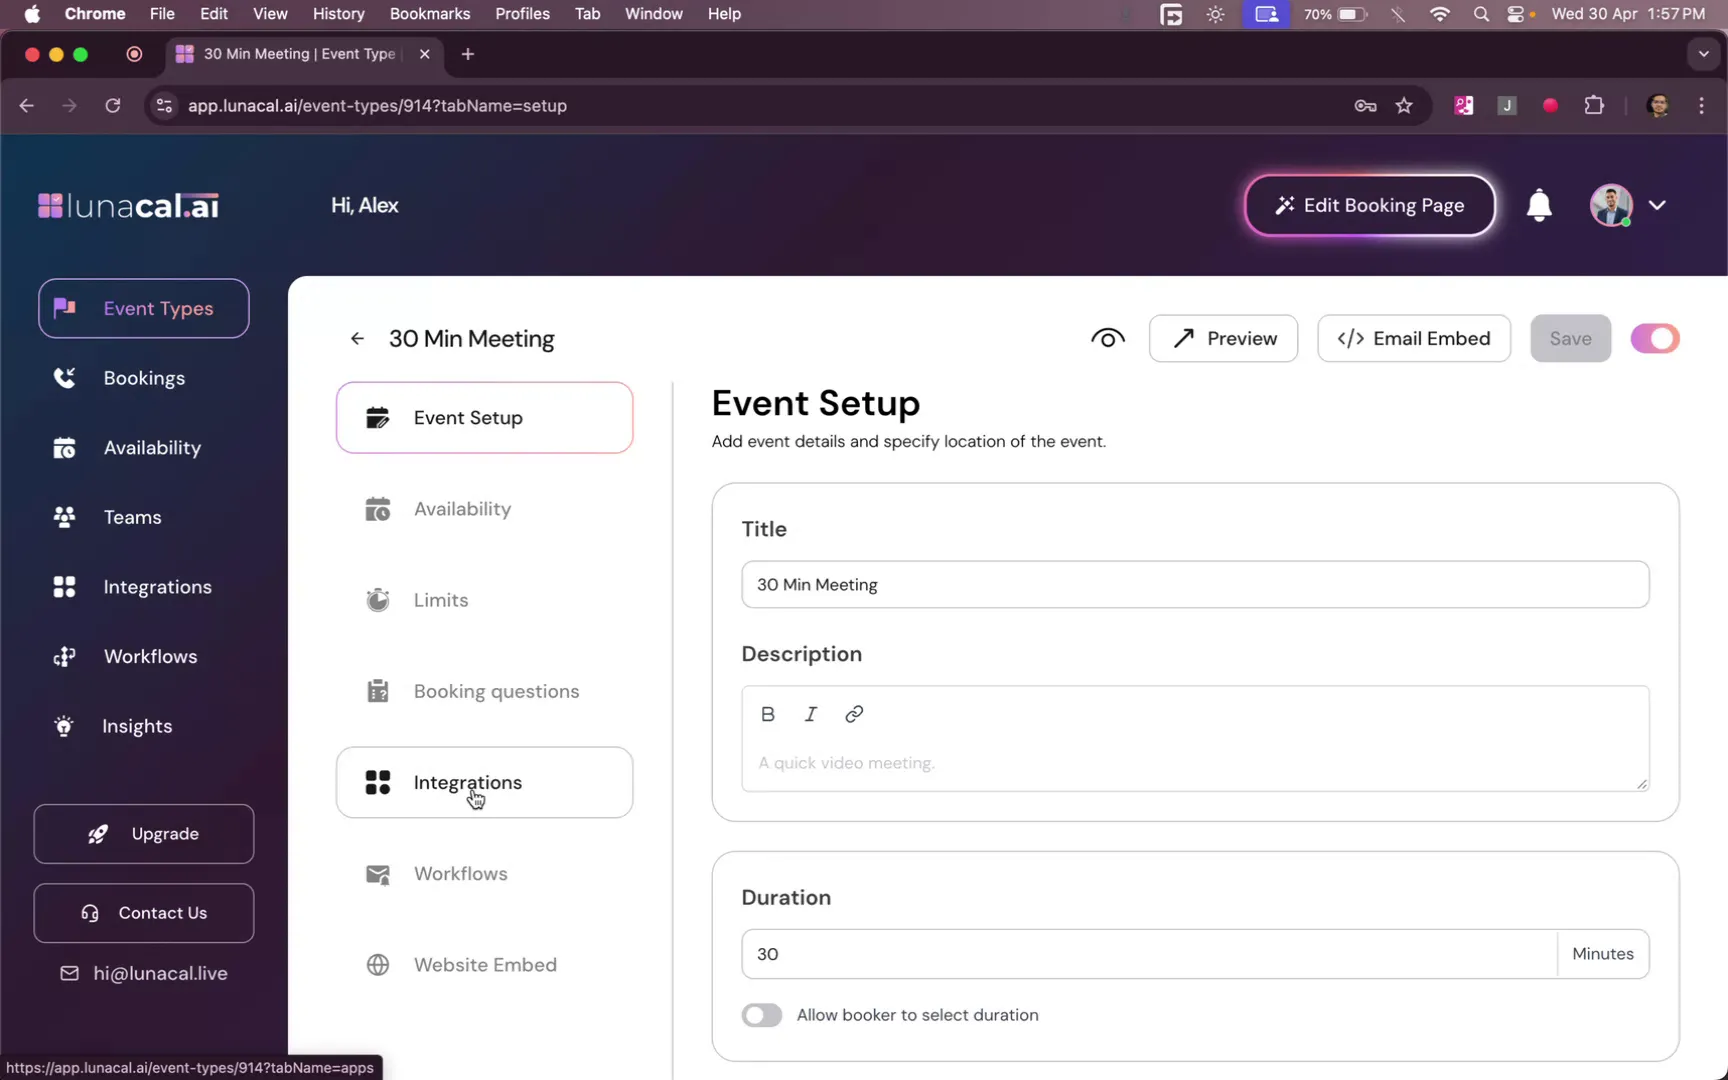 Chrome File Edit View History Bookmarks Profiles Tab Window Help 70% Wed 30 Apr 1:57 PM
30 Min Meeting | Event Type
app.lunacal.ai/event-types/914?tabName=setup
J
lunacal.ai
Hi, Alex
Edit Booking Page
Event Types
Bookings
Availability
Teams
Integrations
Workflows
Insights
Upgrade
Contact Us
hi@lunacal.live
30 Min Meeting
Preview
</> Email Embed
Save
Event Setup
Availability
Limits
Booking questions
Integrations
Workflows
Website Embed
Event Setup
Add event details and specify location of the event.
Title
30 Min Meeting
Description
B I
A quick video meeting.
Duration
30 Minutes
Allow booker to select duration
https://app.lunacal.ai/event-types/914?tabName=apps